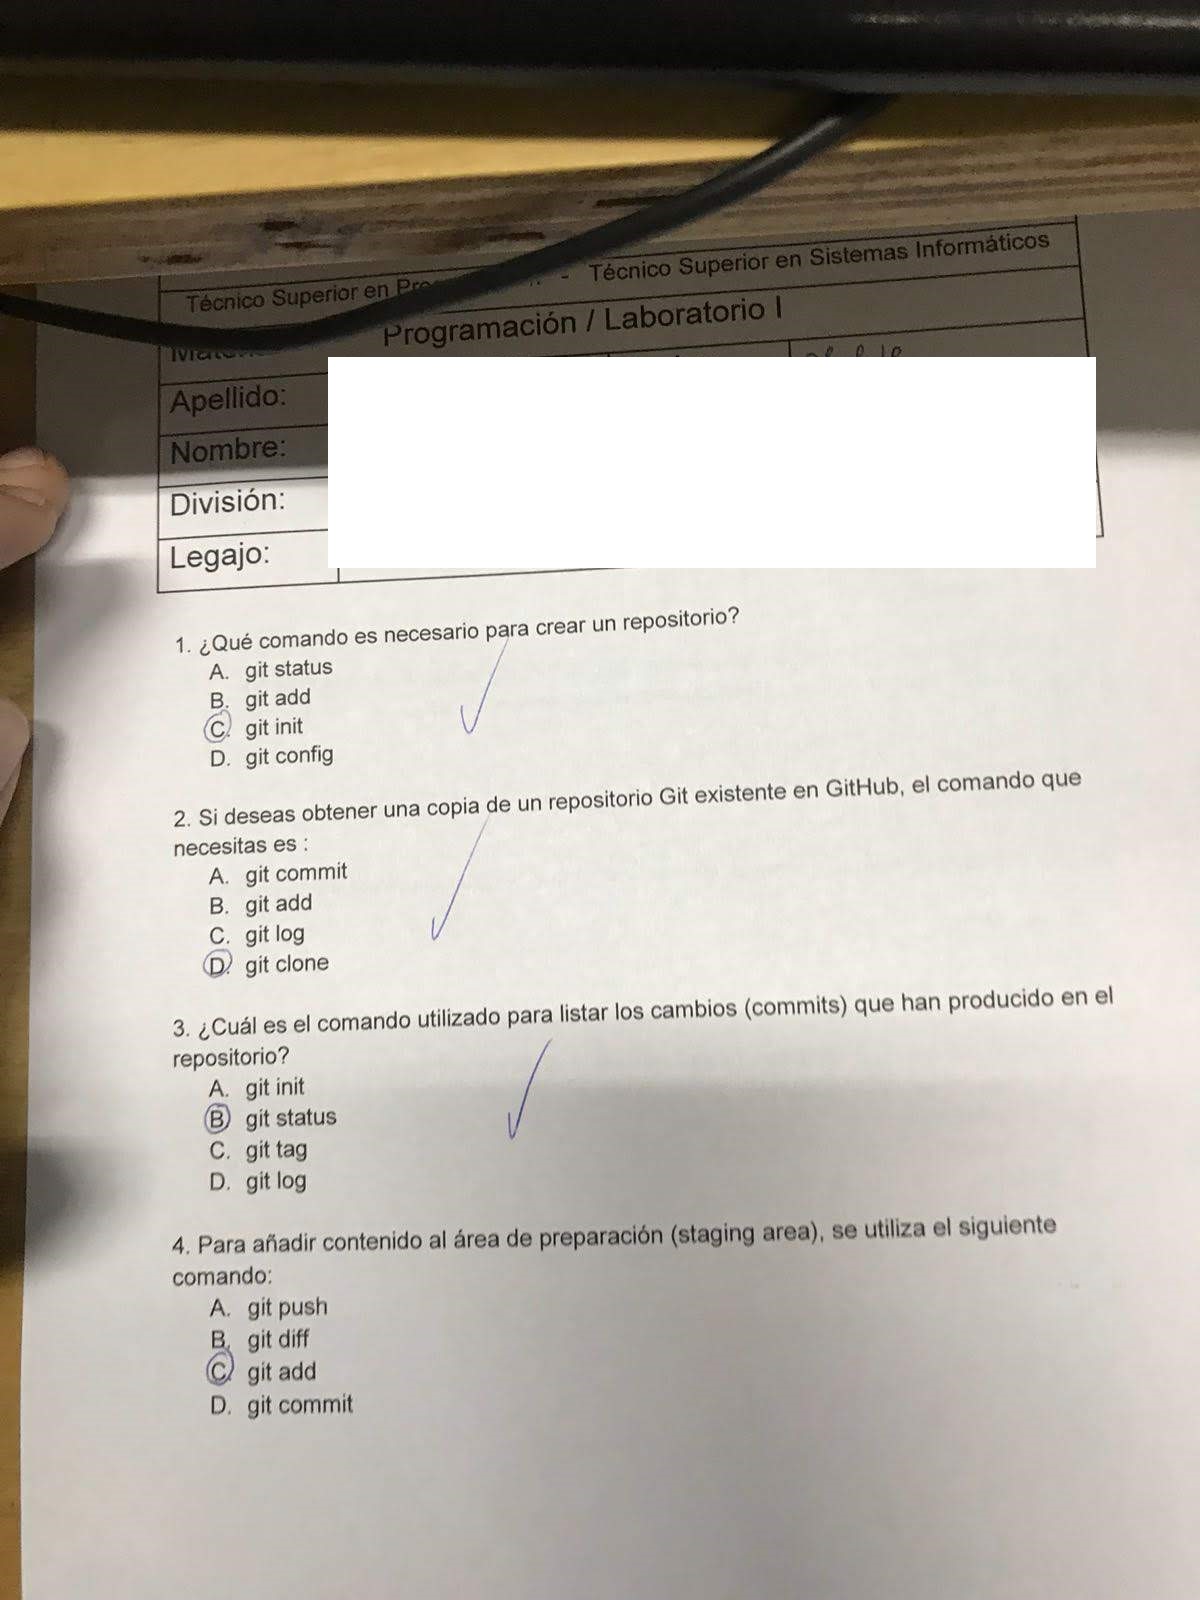 Técnico Superior en - Técnico Superior en Sistemas Informáticos
Programación / Laboratorio I
Apellido:
Nombre:
División:
Legajo:
1. ¿Qué comando es necesario para crear un repositorio?
A. git status
B. git add
C. git init
D. git config
2. Si deseas obtener una copia de un repositorio Git existente en GitHub, el comando que
necesitas es :
A. git commit
B. git add
C. git log
D. git clone
3. ¿Cuál es el comando utilizado para listar los cambios (commits) que han producido en el
repositorio?
A. git init
B. git status
C. git tag
D. git log
4. Para añadir contenido al área de preparación (staging area), se utiliza el siguiente
comando:
A. git push
B. git diff
C. git add
D. git commit